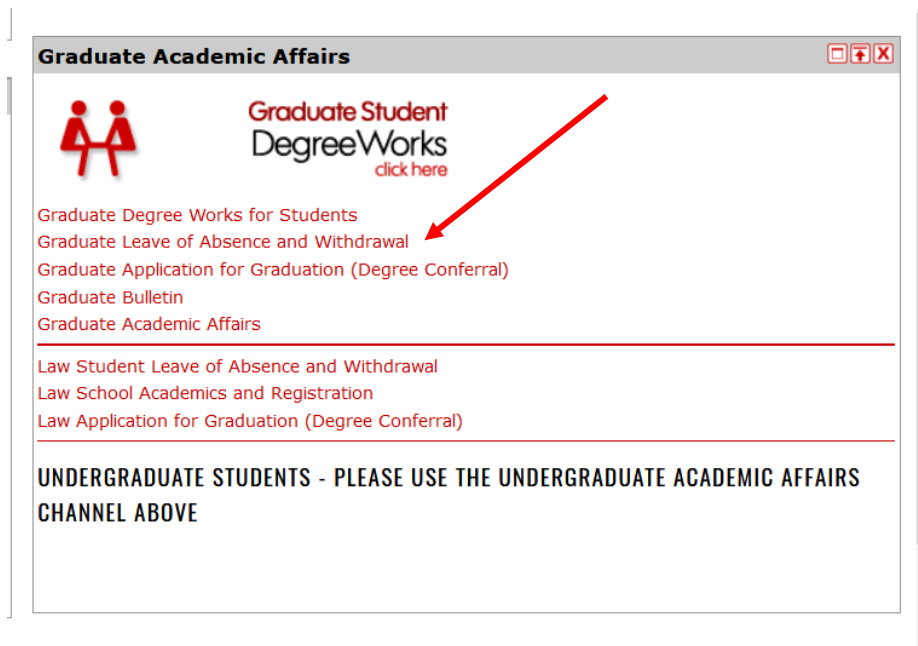 Graduate Academic Affairs
Graduate Student
DegreeWorks
click here
Graduate Degree Works for Students
Graduate Leave of Absence and Withdrawal
Graduate Application for Graduation (Degree Conferral)
Graduate Bulletin
Graduate Academic Affairs
Law Student Leave of Absence and Withdrawal
Law School Academics and Registration
Law Application for Graduation (Degree Conferral)
UNDERGRADUATE STUDENTS - PLEASE USE THE UNDERGRADUATE ACADEMIC AFFAIRS
CHANNEL ABOVE